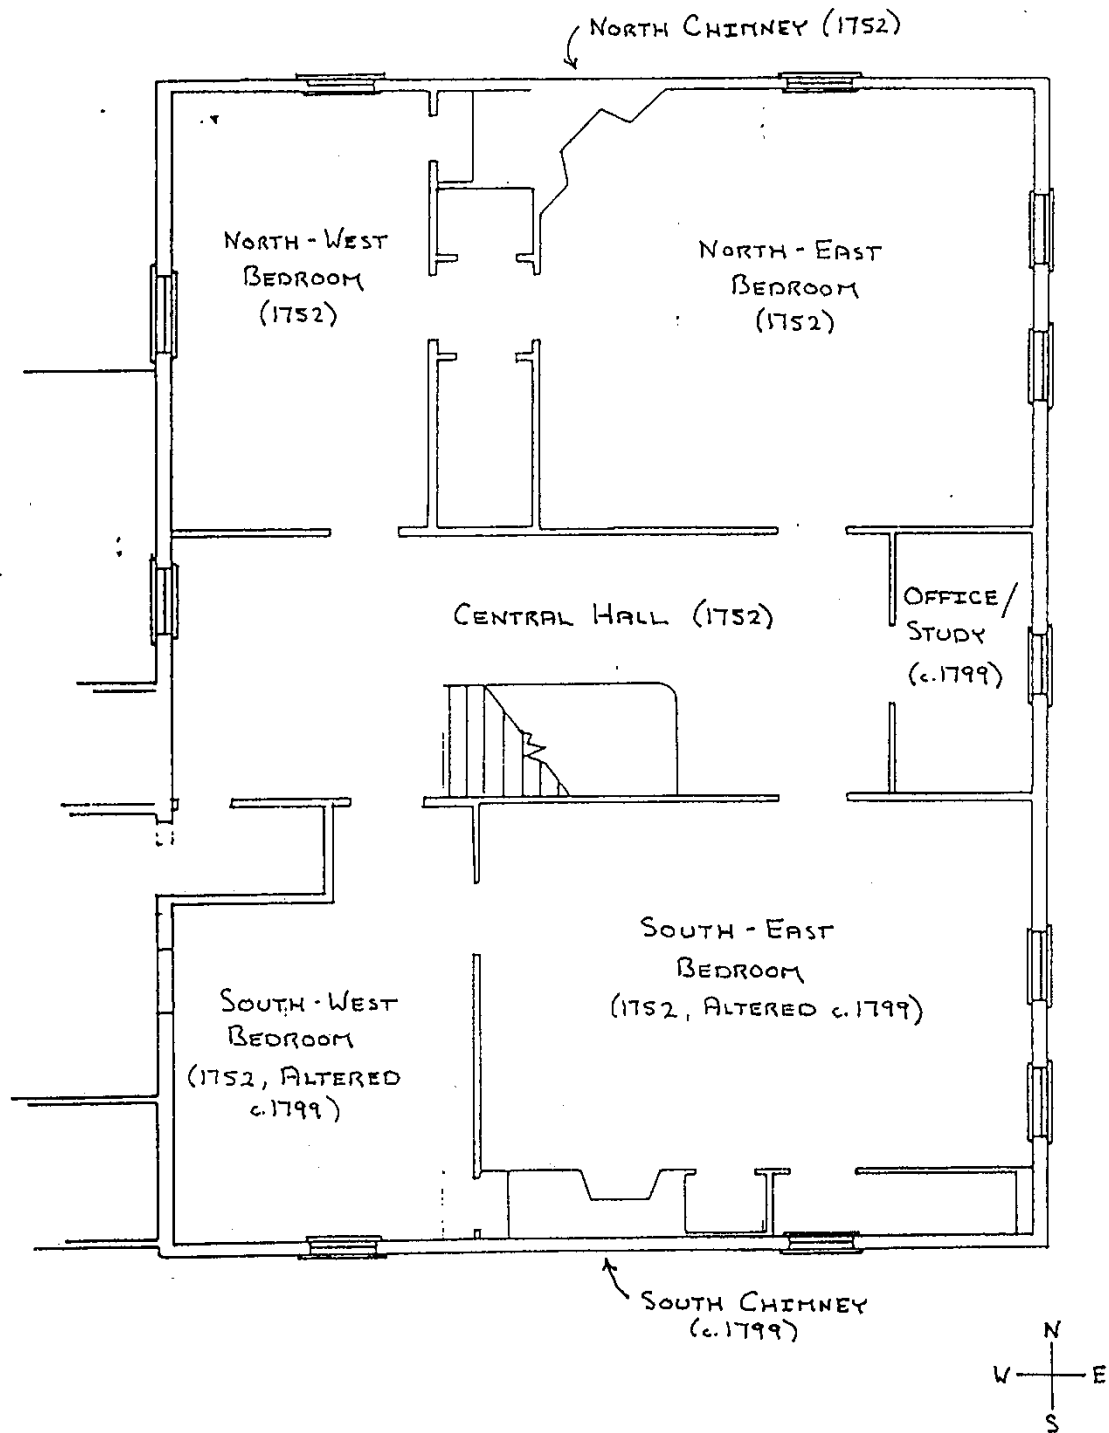 NORTH CHIMNEY (1752)
NORTH-WEST
BEDROOM
(1752)
NORTH-EAST
BEDROOM
(1752)
CENTRAL HALL (1752)
OFFICE/
STUDY
(c.1799)
SOUTH-WEST
BEDROOM
(1752, ALTERED
c.1799)
SOUTH-EAST
BEDROOM
(1752, ALTERED c.1799)
SOUTH CHIMNEY
(c.1799)
N
W E
S